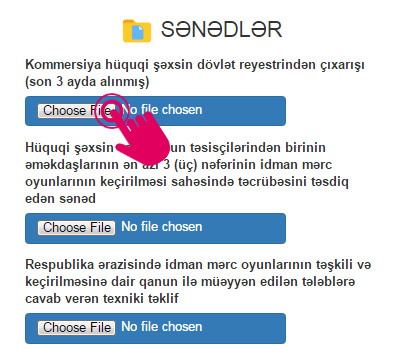 SƏNƏDLƏR
Kommersiya hüquqi şəxsin dövlət reyestrindən çıxarışı
(son 3 ayda alınmış)
Choose File No file chosen
Hüquqi şəxsin təsisçilərindən birinin
əməkdaşlarının ən azı 3 (üç) nəfərinin idman mərc
oyunlarının keçirilməsi sahəsində təcrübəsini təsdiq
edən sənəd
Choose File No file chosen
Respublika ərazisində idman mərc oyunlarının təşkili və
keçirilməsinə dair qanun ilə müəyyən edilən tələblərə
cavab verən texniki təklif
Choose File No file chosen